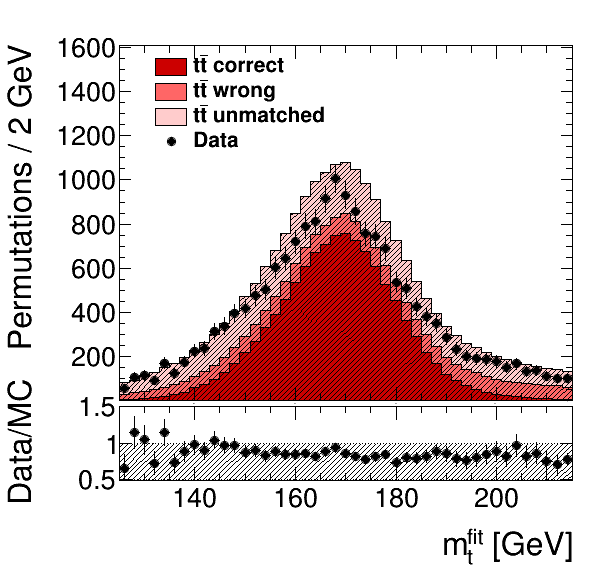 Permutations / 2 GeV
1600
1400
1200
1000
800
600
400
200
tt̄ correct
tt̄ wrong
tt̄ unmatched
Data
Data/MC
1.5
1
0.5
140 160 180 200
m_t^fit [GeV]